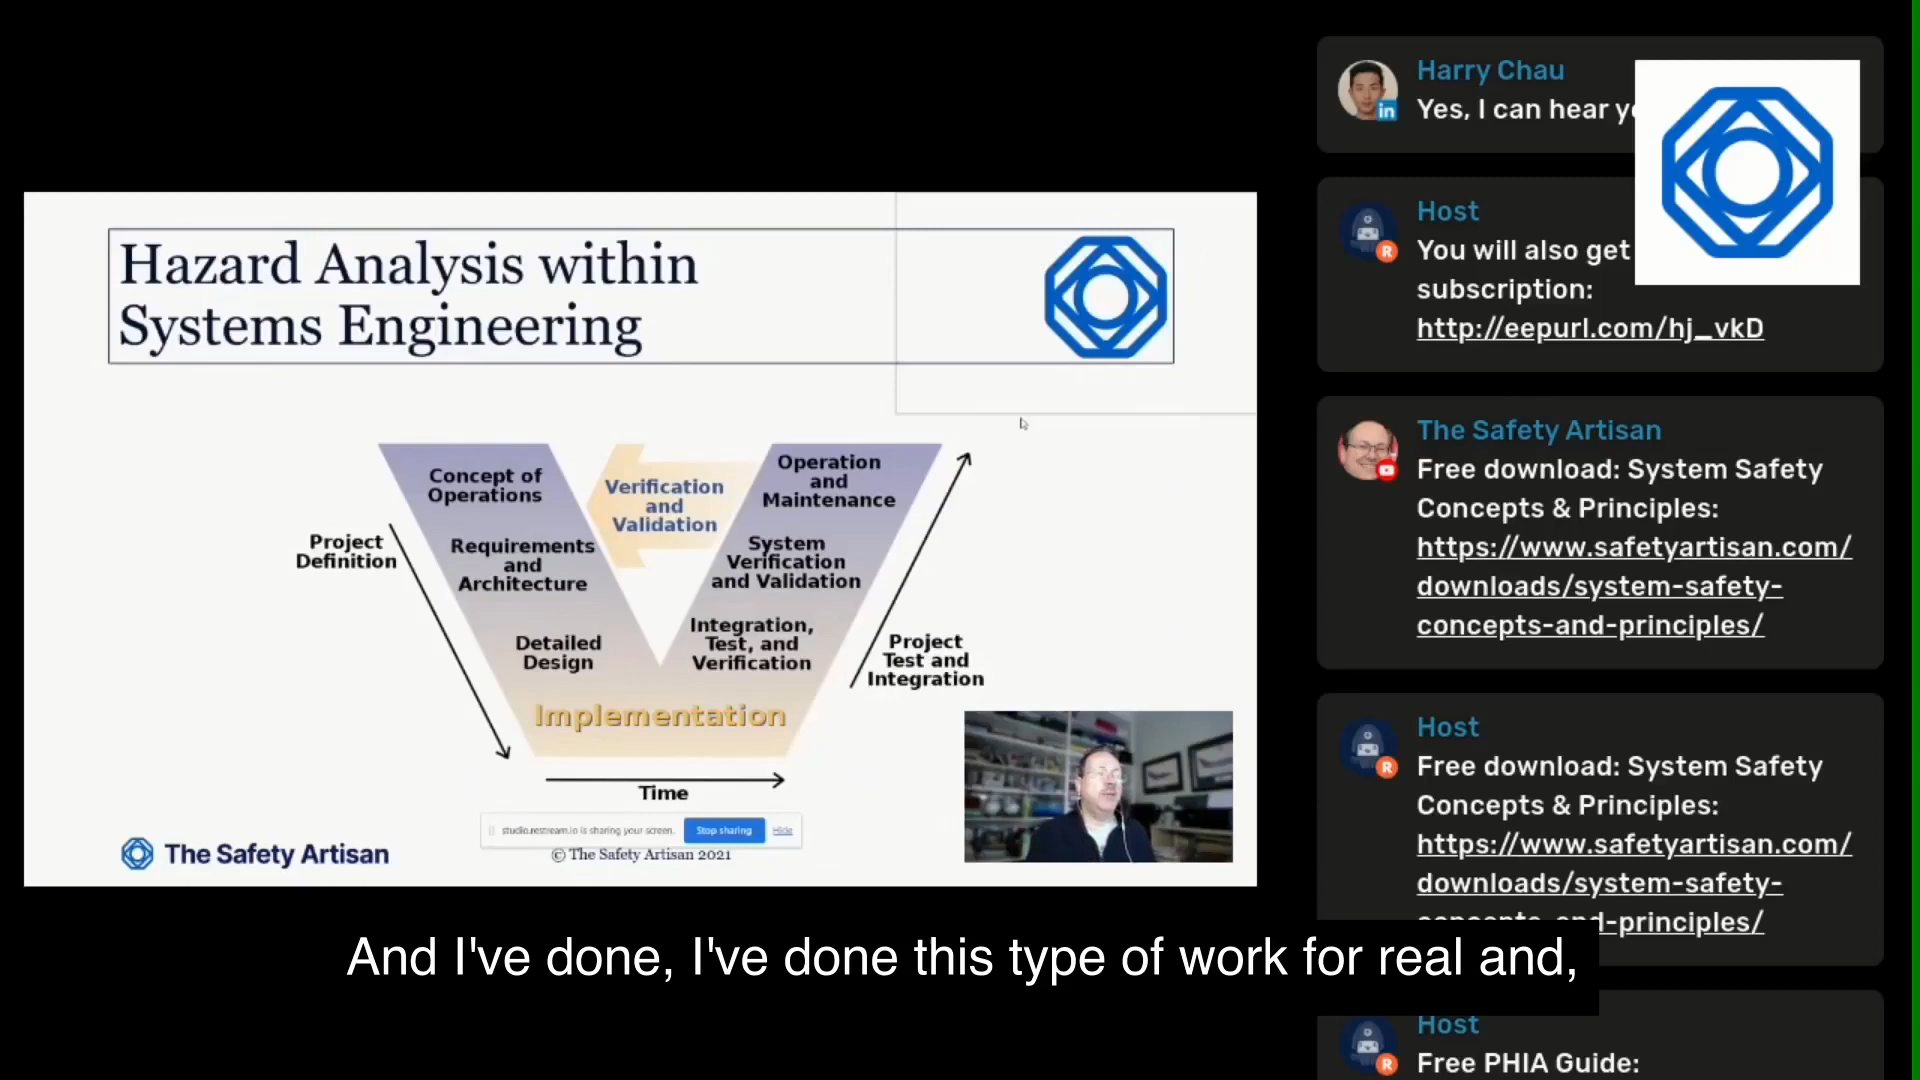 Hazard Analysis within
Systems Engineering
Concept of
Operations
Verification
and
Validation
Operation
and
Maintenance
Project
Definition
Requirements
and
Architecture
System
Verification
and Validation
Detailed
Design
Integration,
Test, and
Verification
Project
Test and
Integration
Implementation
Time
studio.restream.io is sharing your screen.
Stop sharing
Hide
The Safety Artisan
© The Safety Artisan 2021
Harry Chau
in
Yes, I can hear
Host
R
You will also get
subscription:
http://eepurl.com/hj_vkD
The Safety Artisan
Free download: System Safety
Concepts & Principles:
https://www.safetyartisan.com/
downloads/system-safety-
concepts-and-principles/
Host
R
Free download: System Safety
Concepts & Principles:
https://www.safetyartisan.com/
downloads/system-safety-
concepts-and-principles/
And I've done, I've done this type of work for real and,
Host
R
Free PHIA Guide: